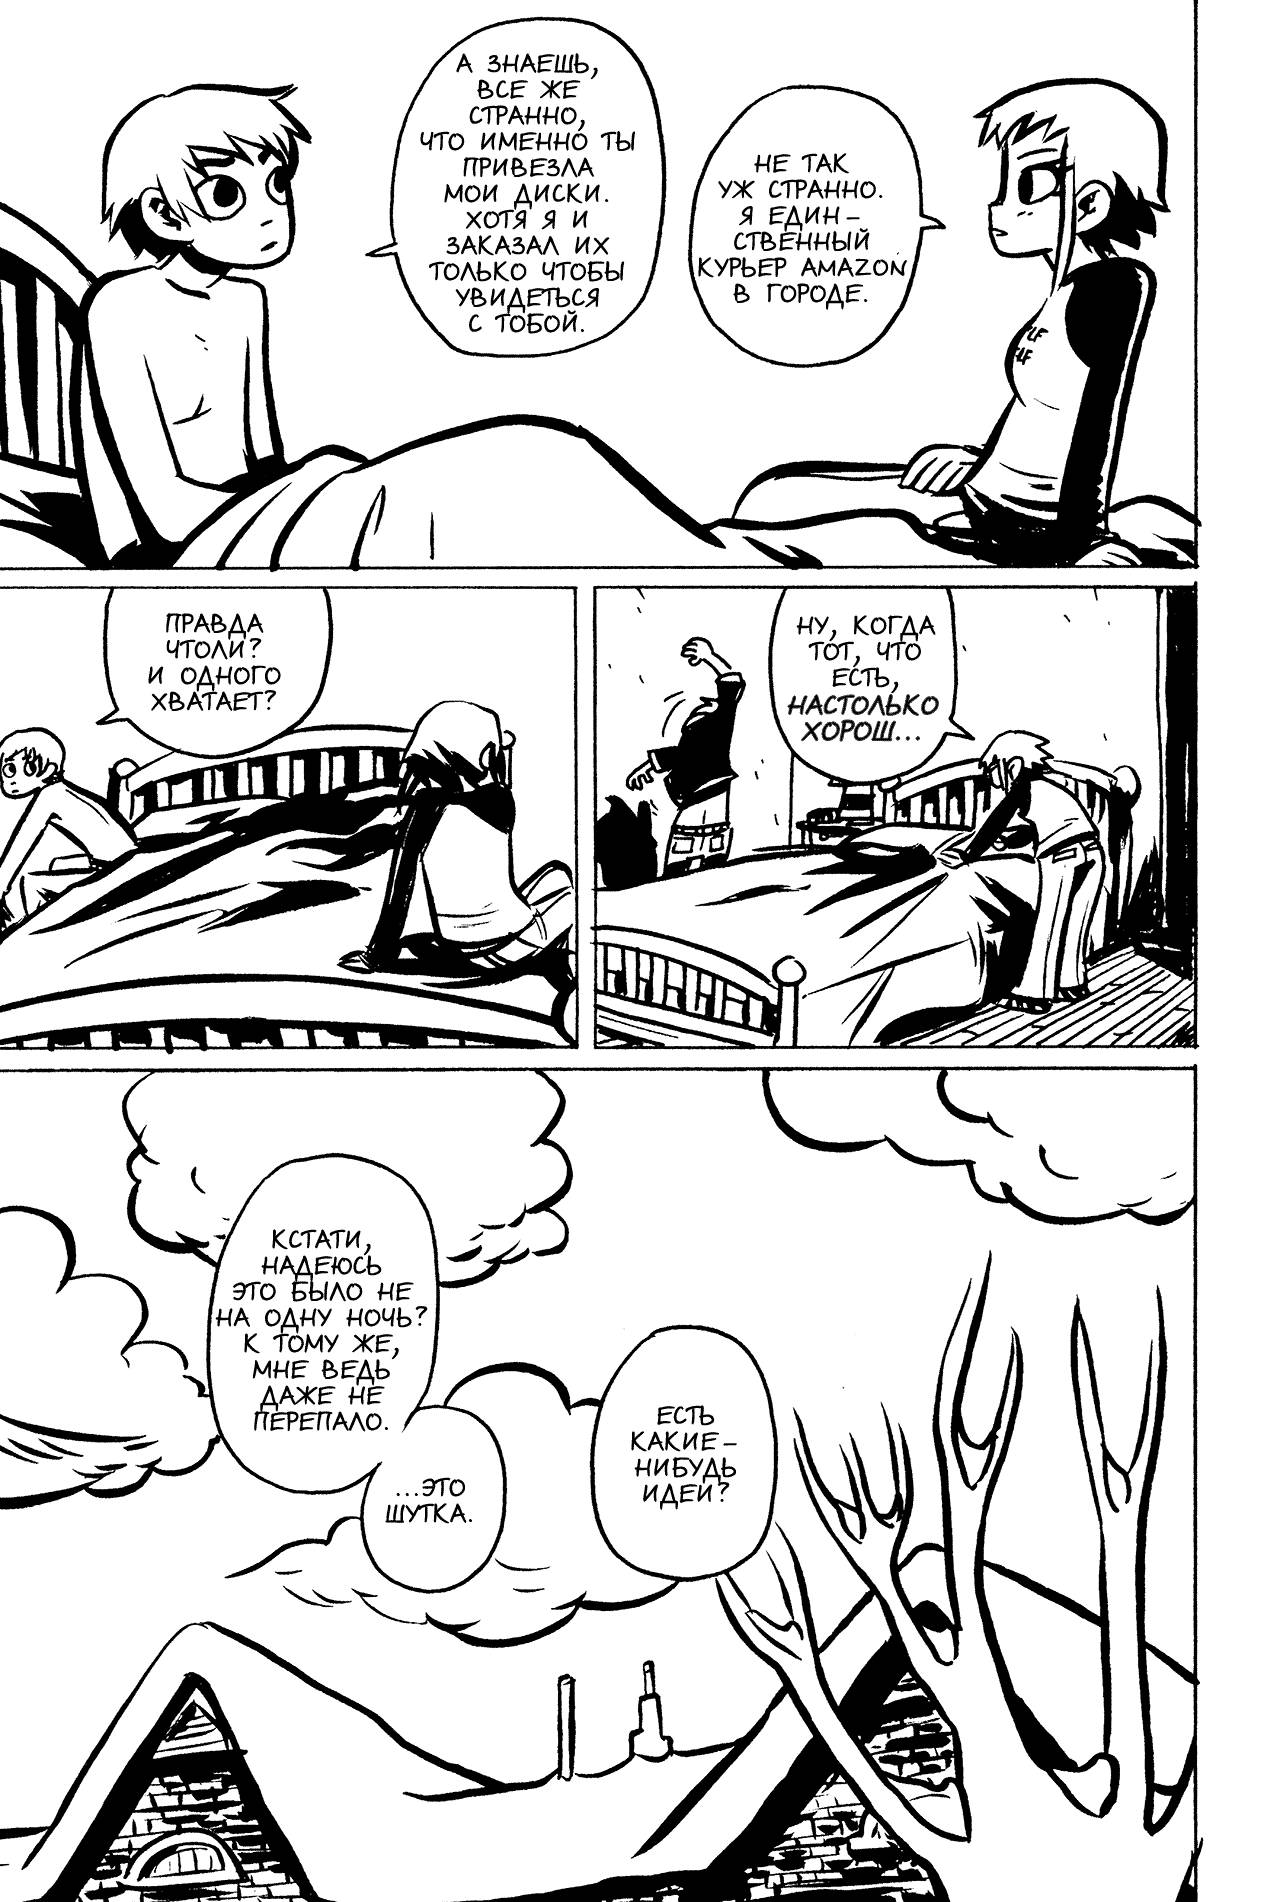 А ЗНАЕШЬ,
ВСЕ ЖЕ
СТРАННО,
ЧТО ИМЕННО ТЫ
ПРИВЕЗЛА
МОИ ДИСКИ.
ХОТЯ Я И
ЗАКАЗАЛ ИХ
ТОЛЬКО ЧТОБЫ
УВИДЕТЬСЯ
С ТОБОЙ.
НЕ ТАК
УЖ СТРАННО.
Я ЕДИН-
СТВЕННЫЙ
КУРЬЕР AMAZON
В ГОРОДЕ.
ПРАВДА
ЧТОЛИ?
И ОДНОГО
ХВАТАЕТ?
НУ, КОГДА
ТОТ, ЧТО
ЕСТЬ,
НАСТОЛЬКО
ХОРОШ...
КСТАТИ,
НАДЕЮСЬ
ЭТО БЫЛО НЕ
НА ОДНУ НОЧЬ?
К ТОМУ ЖЕ,
МНЕ ВЕДЬ
ДАЖЕ НЕ
ПЕРЕПАЛО.
...ЭТО
ШУТКА.
ЕСТЬ
КАКИЕ-
НИБУДЬ
ИДЕИ?